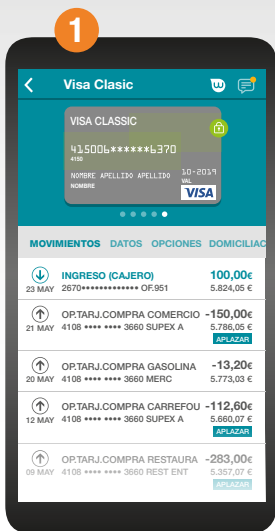 1
Visa Clasic
VISA CLASSIC
415006******6370
4150
NOMBRE APELLIDO APELLIDO
NOMBRE
10-2019
VAL
VISA
MOVIMIENTOS DATOS OPCIONES DOMICILIAC
INGRESO (CAJERO) 100,00€
23 MAY 2670•••••••••••• OF.951 5.824,05 €
OP.TARJ.COMPRA COMERCIO -150,00€
21 MAY 4108 •••• •••• 3660 SUPEX A 5.786,05 €
APLAZAR
OP.TARJ.COMPRA GASOLINA -13,20€
20 MAY 4108 •••• •••• 3660 MERC 5.773,03 €
OP.TARJ.COMPRA CARREFOU -112,60€
12 MAY 4108 •••• •••• 3660 SUPEX A 5.660,07 €
APLAZAR
OP.TARJ.COMPRA RESTAURA -283,00€
09 MAY 4108 •••• •••• 3660 REST ENT 5.357,07 €
APLAZAR